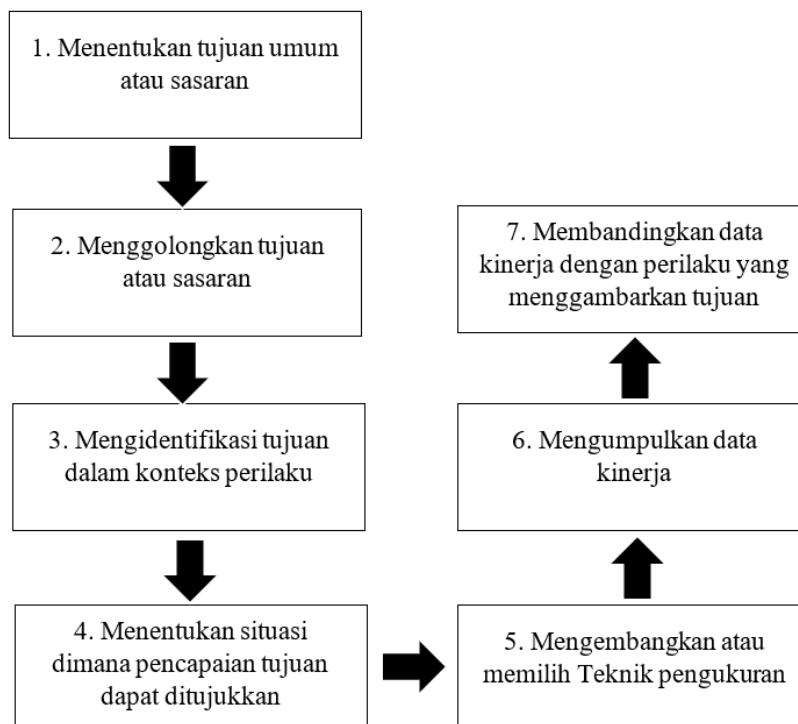 1. Menentukan tujuan umum
atau sasaran
2. Menggolongkan tujuan
atau sasaran
3. Mengidentifikasi tujuan
dalam konteks perilaku
4. Menentukan situasi
dimana pencapaian tujuan
dapat ditujukkan
5. Mengembangkan atau
memilih Teknik pengukuran
6. Mengumpulkan data
kinerja
7. Membandingkan data
kinerja dengan perilaku yang
menggambarkan tujuan